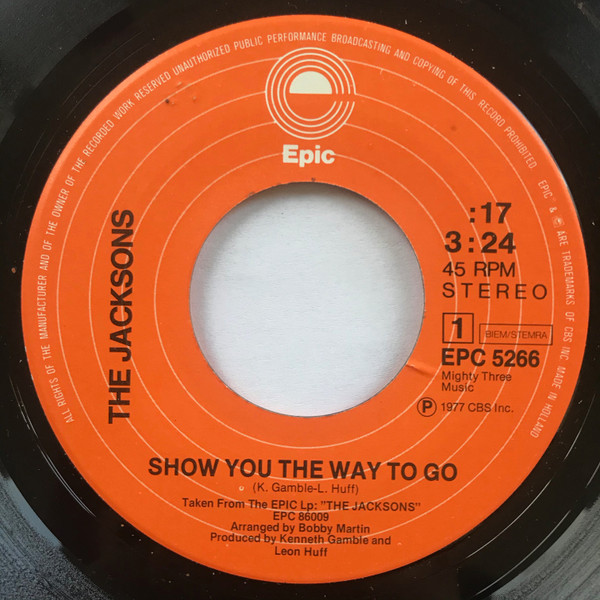 ALL RIGHTS OF THE MANUFACTURER AND OF THE OWNER OF THE RECORDED WORK RESERVED UNAUTHORIZED PUBLIC PERFORMANCE BROADCASTING AND COPYING OF THIS RECORD PROHIBITED. EPIC ® & ARE TRADEMARKS OF CBS INC. MADE IN HOLLAND
Epic
THE JACKSONS
:17
3:24
45 RPM
STEREO
1 BIEM/STEMRA
EPC 5266
Mighty Three
Music
Ⓟ 1977 CBS Inc.
SHOW YOU THE WAY TO GO
(K. Gamble-L. Huff)
Taken From The EPIC Lp: "THE JACKSONS"
EPC 86009
Arranged by Bobby Martin
Produced by Kenneth Gamble and
Leon Huff